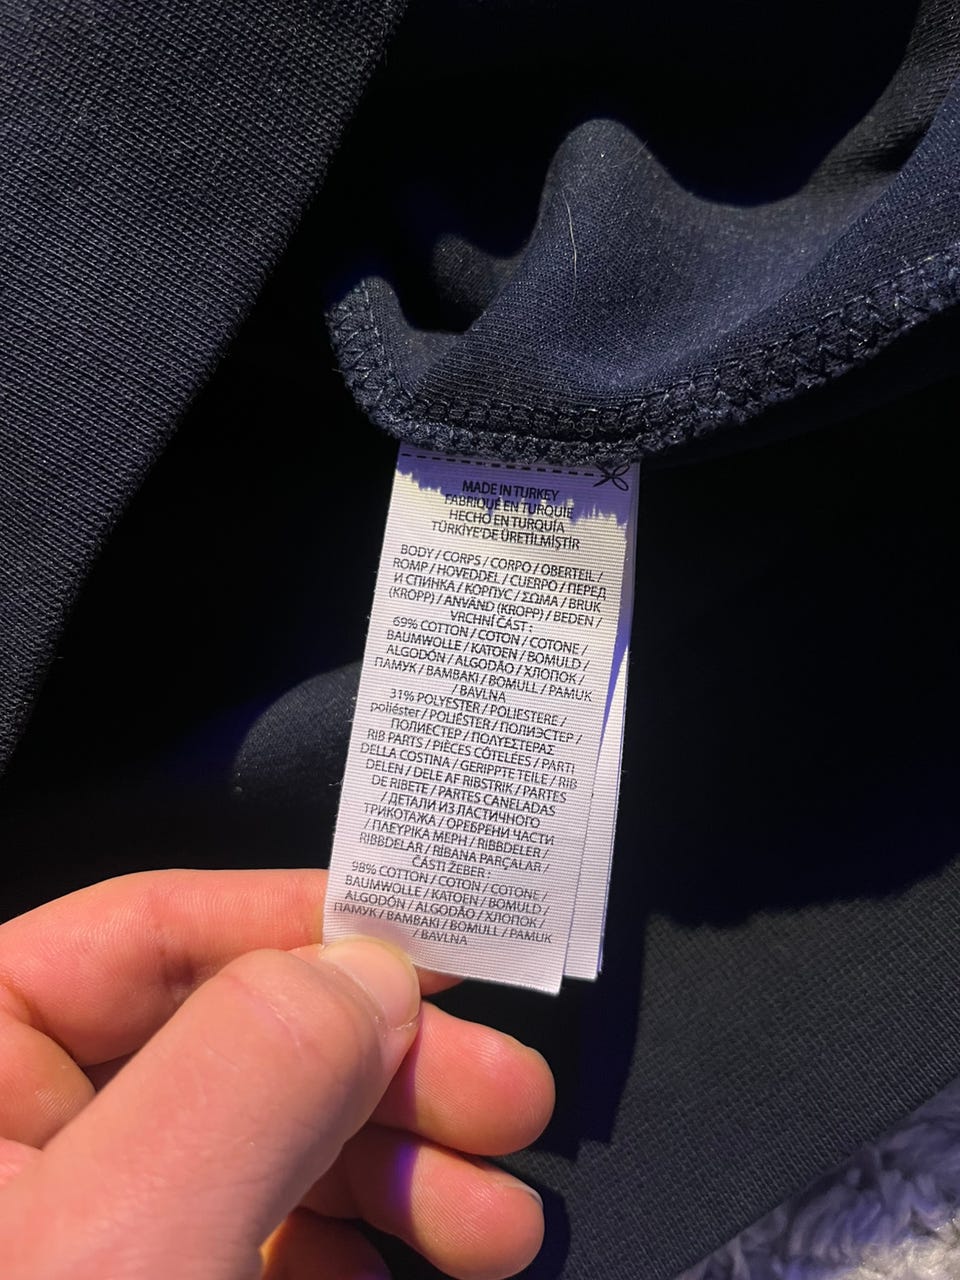 MADE IN TURKEY
FABRIQUÉ EN TURQUIE
HECHO EN TURQUÍA
TÜRKİYE'DE ÜRETİLMİŞTİR
BODY / CORPS / CORPO / OBERTEIL /
ROMP / HOVEDDEL / CUERPO / ПЕРЕД
И СПИНКА / КОРПУС / ΣΩΜΑ / BRUK
(KROPP) / ANVÄND (KROPP) / BEDEN /
VRCHNÍ ČÁST :
69% COTTON / COTON / COTONE /
BAUMWOLLE / KATOEN / BOMULD /
ALGODÓN / ALGODÃO / ХЛОПОК /
ПАМУК / ΒΑΜΒΑΚΙ / BOMULL / PAMUK
/ BAVLNA
31% POLYESTER / POLIESTERE /
poliéster / POLIÉSTER / ПОЛИЭСТЕР /
ПОЛИЕСТЕР / ΠΟΛΥΕΣΤΕΡΑΣ
RIB PARTS / PIÈCES CÔTELÉES / PARTI
DELLA COSTINA / GERIPPTE TEILE / RIB
DELEN / DELE AF RIBSTRIK / PARTES
DE RIBETE / PARTES CANELADAS
/ ДЕТАЛИ ИЗ ЛАСТИЧНОГО
ТРИКОТАЖА / ОРЕБРЕНИ ЧАСТИ
/ ΠΛΕΥΡΙΚΑ ΜΕΡΗ / RIBBDELER /
RIBBDELAR / RİBANA PARÇALAR /
ČÁSTI ŽEBER :
98% COTTON / COTON / COTONE /
BAUMWOLLE / KATOEN / BOMULD /
ALGODÓN / ALGODÃO / ХЛОПОК /
ПАМУК / ΒΑΜΒΑΚΙ / BOMULL / PAMUK
/ BAVLNA